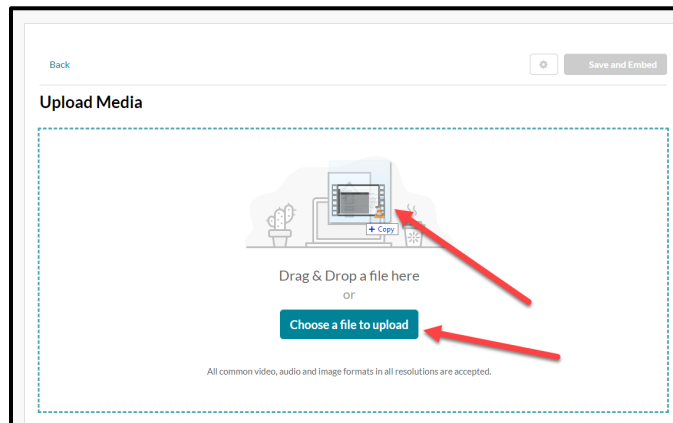 Back
Save and Embed
Upload Media
+ Copy
Drag & Drop a file here
or
Choose a file to upload
All common video, audio and image formats in all resolutions are accepted.